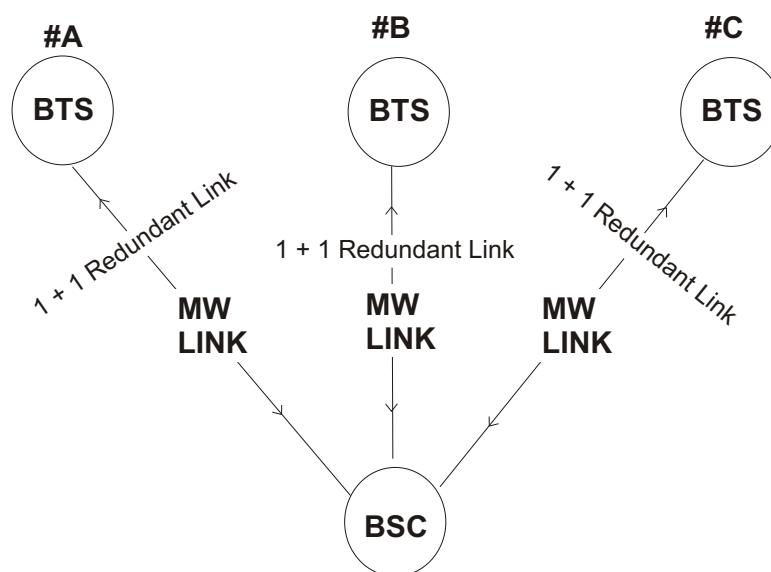 #A
#B
#C
BTS
BTS
BTS
1 + 1 Redundant Link
1 + 1 Redundant Link
1 + 1 Redundant Link
MW
LINK
MW
LINK
MW
LINK
BSC